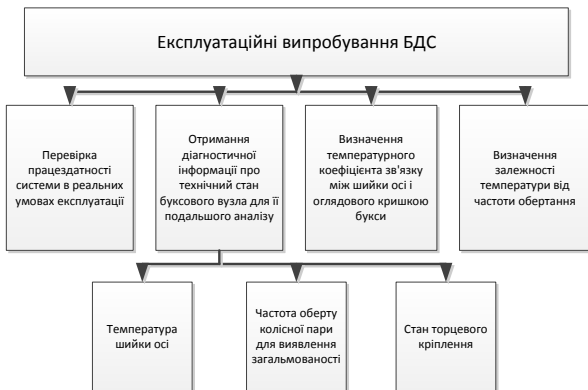 Експлуатаційні випробування БДС
Перевірка
працездатності
системи в реальних
умовах експлуатації
Отримання
діагностичної
інформації про
технічний стан
буксового вузла для її
подальшого аналізу
Визначення
температурного
коефіцієнта зв'язку
між шийки осі і
оглядового кришкою
букси
Визначення
залежності
температури від
частоти обертання
Температура
шийки осі
Частота оберту
колісної пари
для виявлення
загальмованості
Стан торцевого
кріплення